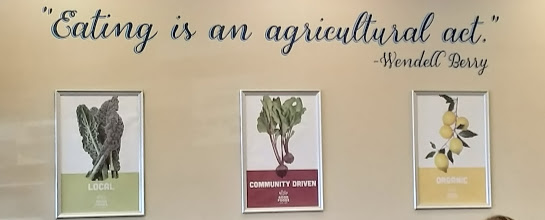 "Eating is an agricultural act."
-Wendell Berry
LOCAL
COMMUNITY DRIVEN
ORGANIC